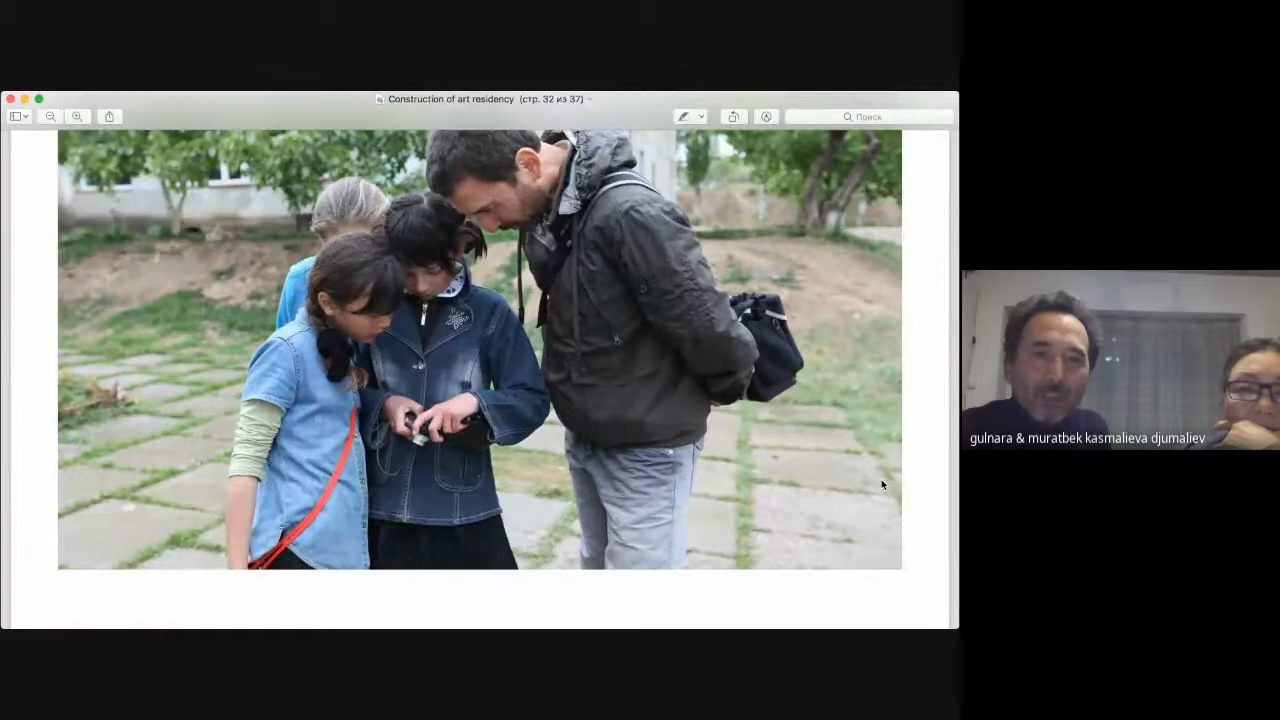 Construction of art residency (стр. 32 из 37)
Поиск
gulnara & muratbek kasmalieva djumaliev